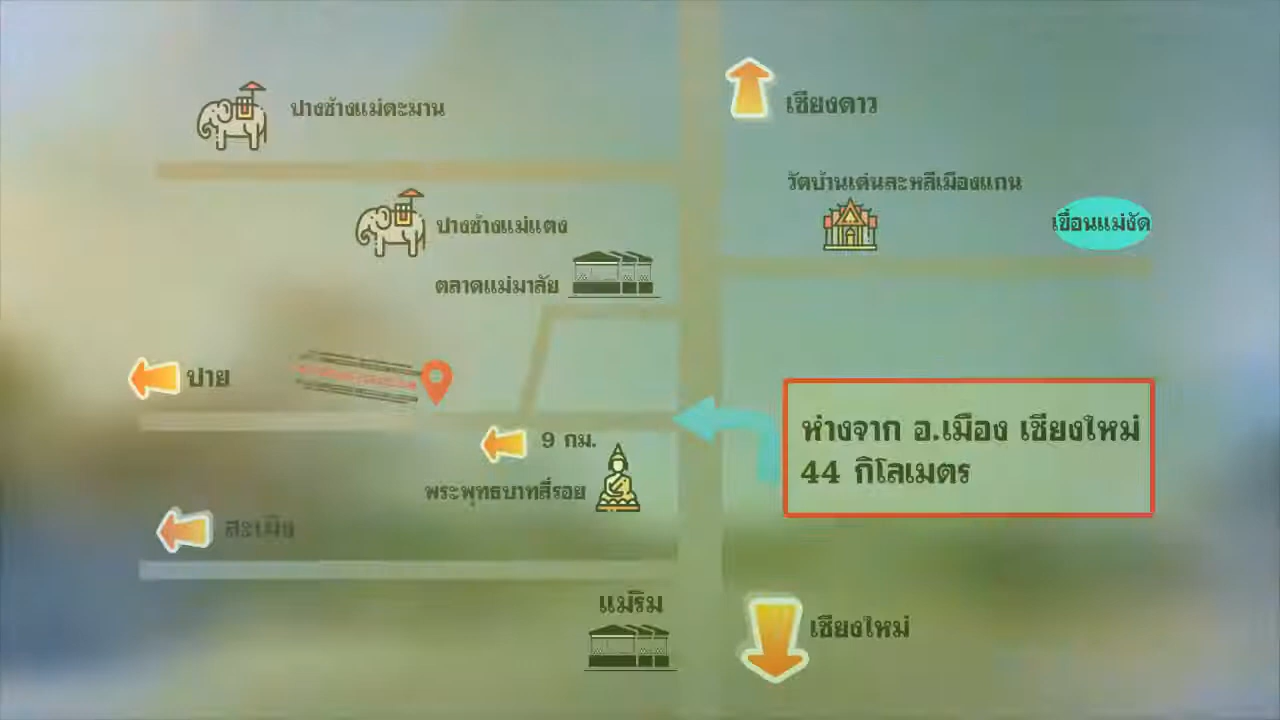 ปางช้างแม่ตะมาน
เชียงดาว
วัดบ้านเด่นสะหลีเมืองแกน
เขื่อนแม่งัด
ปางช้างแม่แตง
ตลาดแม่มาลัย
ปาย
ห่างจาก อ.เมือง เชียงใหม่
44 กิโลเมตร
9 กม.
พระพุทธบาทสี่รอย
สะเมิง
แม่ริม
เชียงใหม่